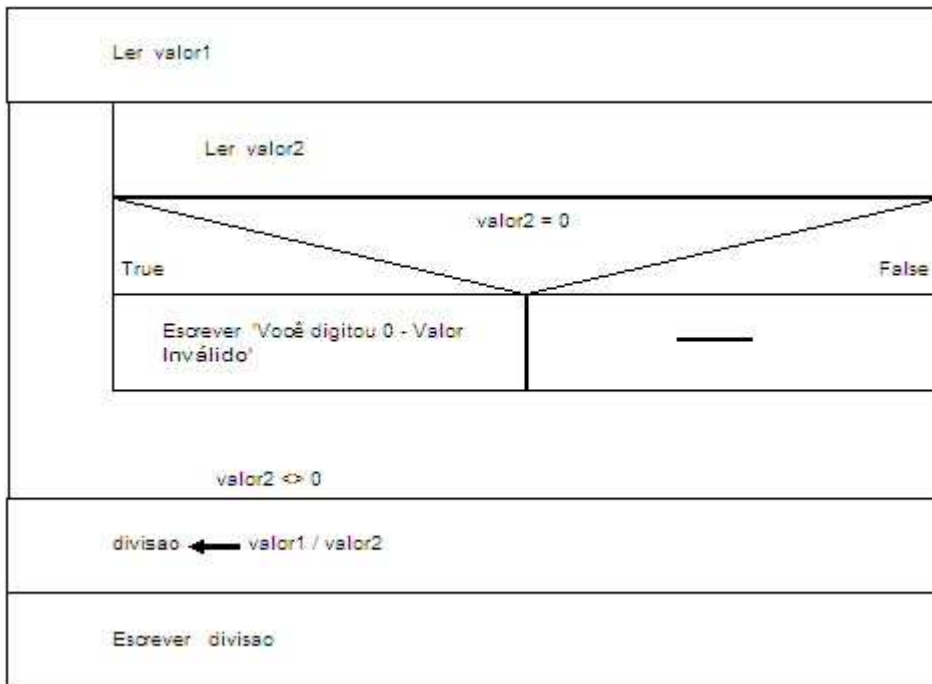 Ler valor1
Ler valor2
valor2 = 0
True
False
Escrever 'Você digitou 0 - Valor
Inválido'
valor2 <> 0
divisao valor1 / valor2
Escrever divisao